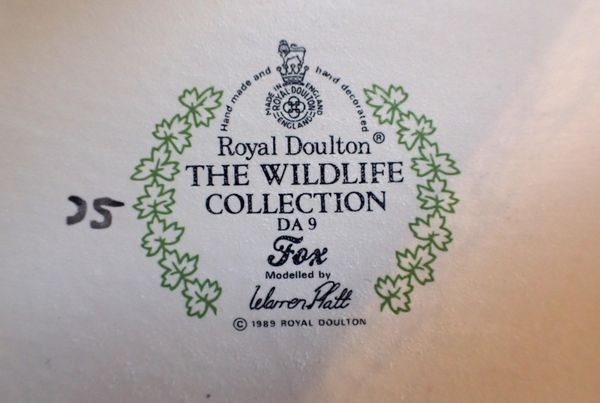 Hand made and hand decorated
MADE IN ENGLAND
ROYAL DOULTON
ENGLAND
Royal Doulton®
THE WILDLIFE
COLLECTION
DA 9
Fox
Modelled by
Warren Platt
© 1989 ROYAL DOULTON